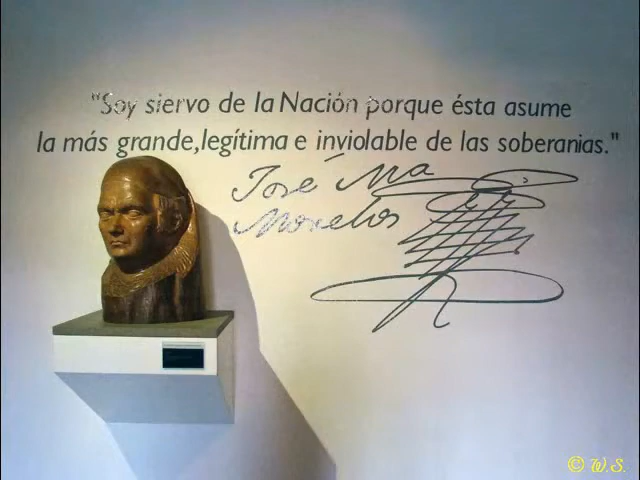 "Soy siervo de la Nación porque ésta asume
la más grande,legítima e inviolable de las soberanias."
José Ma
Morelos
© W.S.